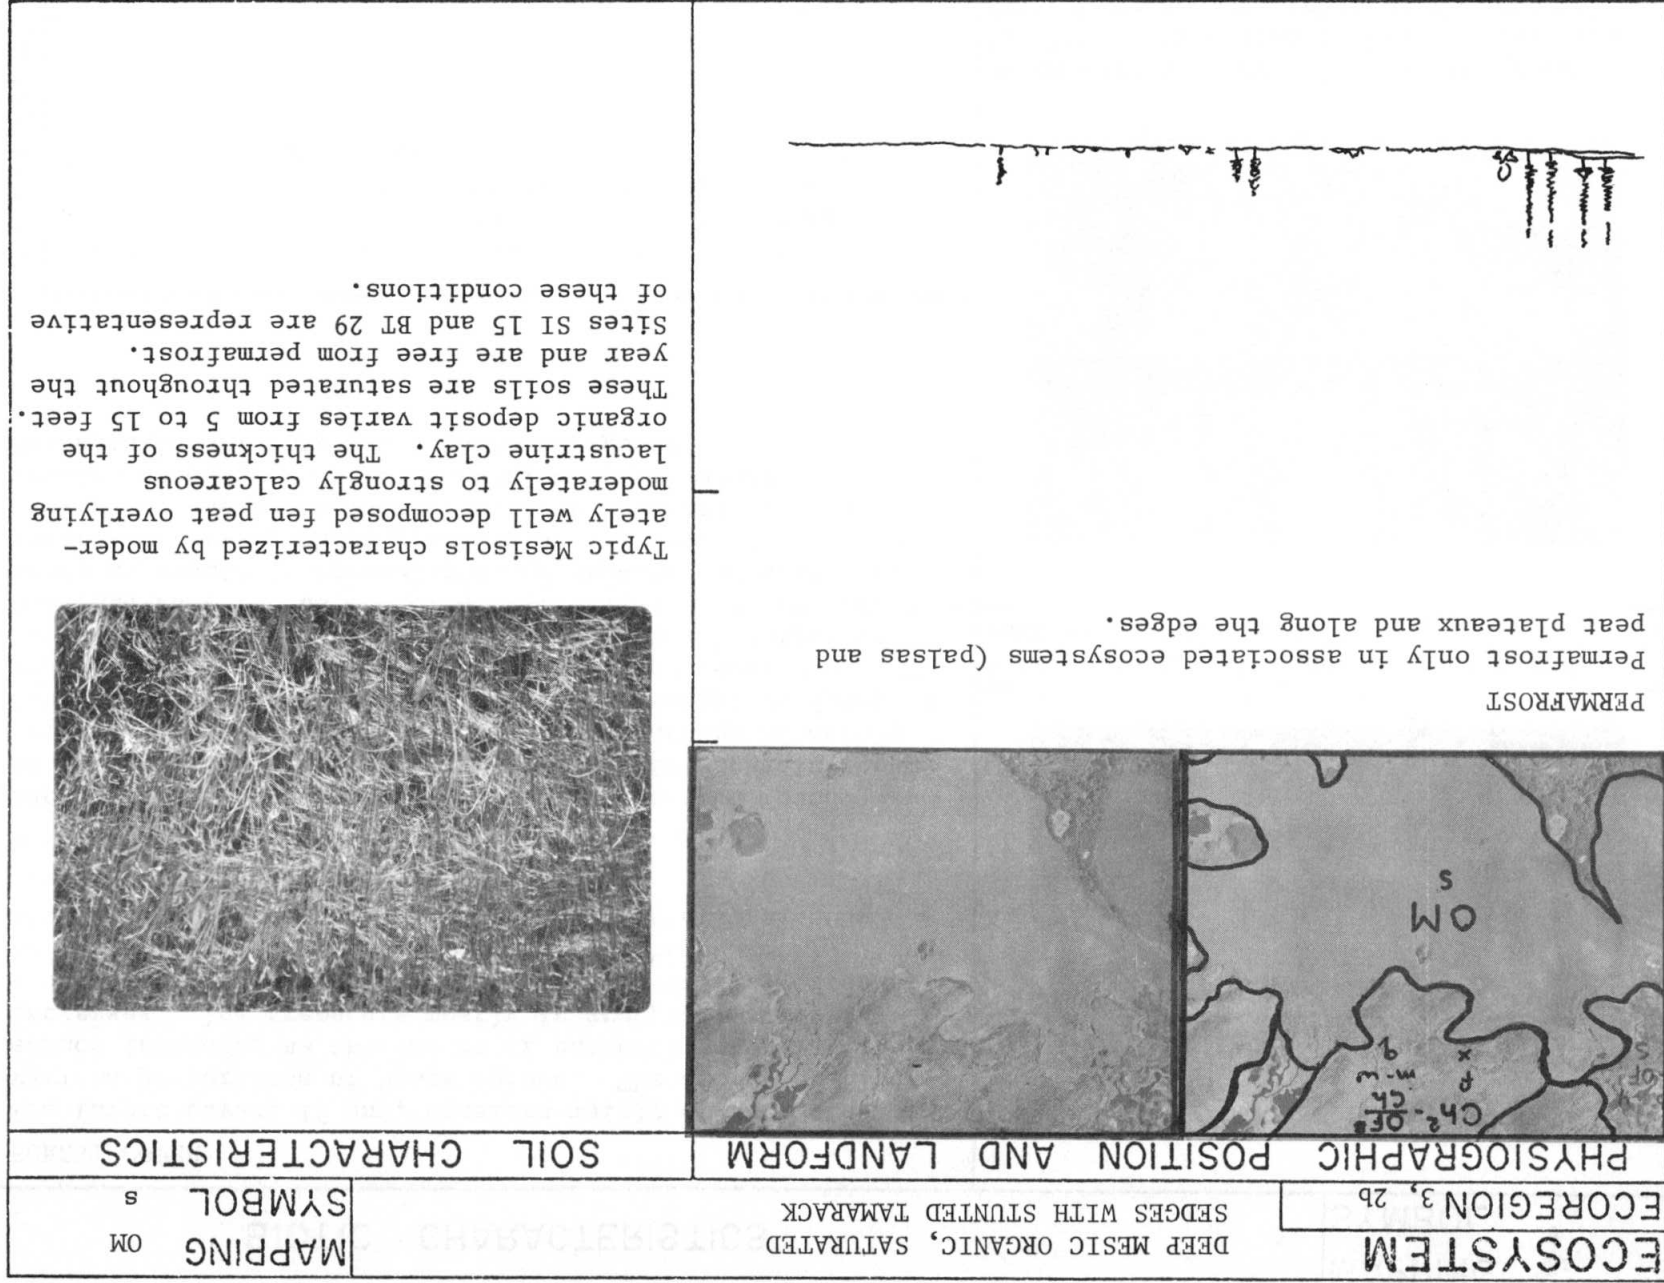 ECOSYSTEM
DEEP MESIC ORGANIC, SATURATED
SEDGES WITH STUNTED TAMARACK
MAPPING OM
SYMBOL s
ECOREGION 3, 2b
PHYSIOGRAPHIC POSITION AND LANDFORM
SOIL CHARACTERISTICS
Ch²-
Ch
m-w
x
OF
s
OM
s
PERMAFROST
Permafrost only in associated ecosystems (palsas and
peat plateaux and along the edges.
Typic Mesisols characterized by moder-
ately well decomposed fen peat overlying
moderately to strongly calcareous
lacustrine clay. The thickness of the
organic deposit varies from 5 to 15 feet.
These soils are saturated throughout the
year and are free from permafrost.
Sites SI 15 and BT 29 are representative
of these conditions.